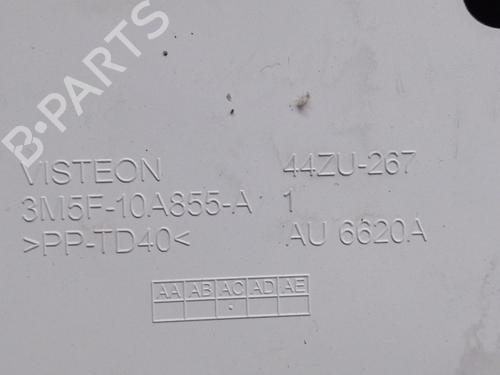 B-PARTS
VISTEON 44ZU-267
3M5F-10A855-A 1
>PP-TD40< AU 6620A
AA AB AC AD AE